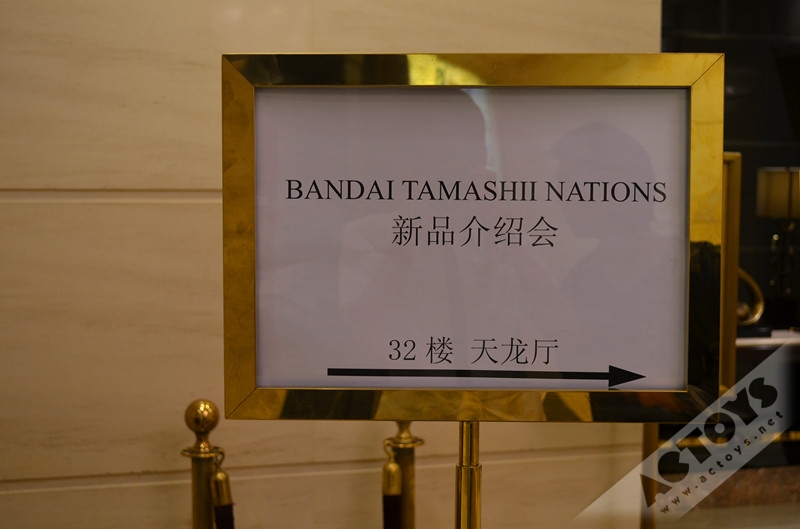 BANDAI TAMASHII NATIONS
新品介绍会
32 楼 天龙厅
ACTOYS
www.actoys.net